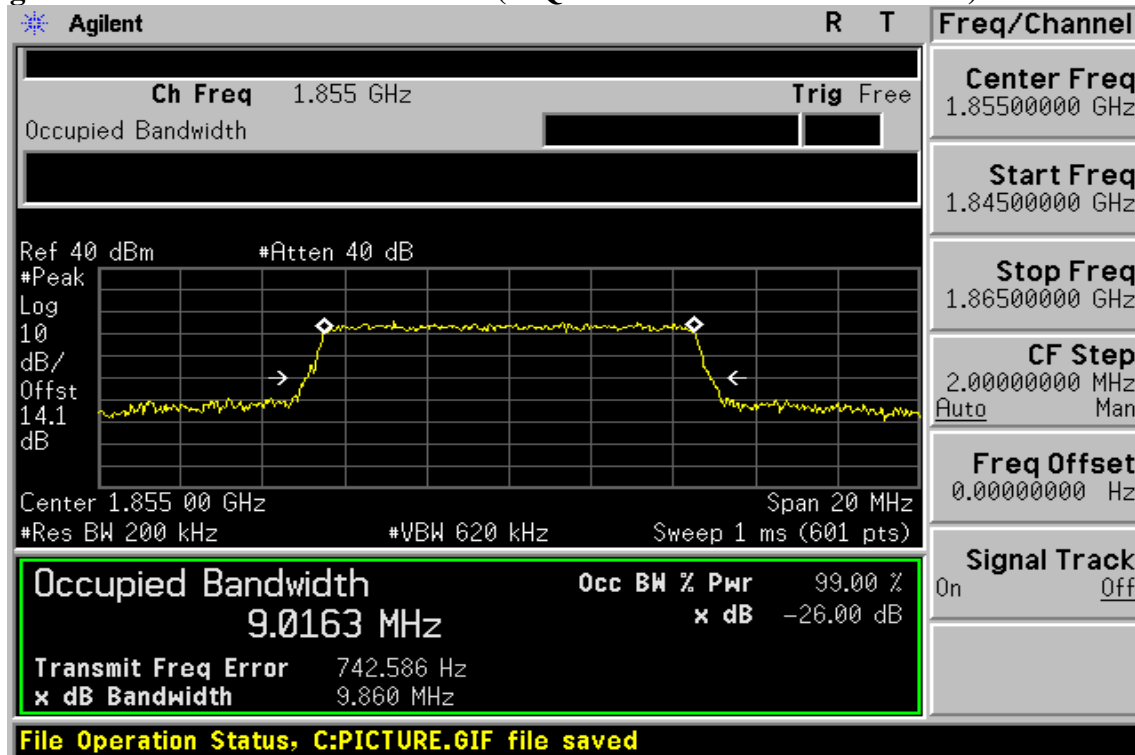 Agilent R T
Freq/Channel
Ch Freq 1.855 GHz Trig Free
Occupied Bandwidth
Center Freq
1.85500000 GHz
Start Freq
1.84500000 GHz
Stop Freq
1.86500000 GHz
CF Step
2.00000000 MHz
Auto Man
Freq Offset
0.00000000 Hz
Signal Track
On Off
Ref 40 dBm #Atten 40 dB
#Peak
Log
10
dB/
Offst
14.1
dB
Center 1.855 00 GHz Span 20 MHz
#Res BW 200 kHz #VBW 620 kHz Sweep 1 ms (601 pts)
Occupied Bandwidth
9.0163 MHz
Occ BW % Pwr 99.00 %
x dB -26.00 dB
Transmit Freq Error 742.586 Hz
x dB Bandwidth 9.860 MHz
File Operation Status, C:PICTURE.GIF file saved